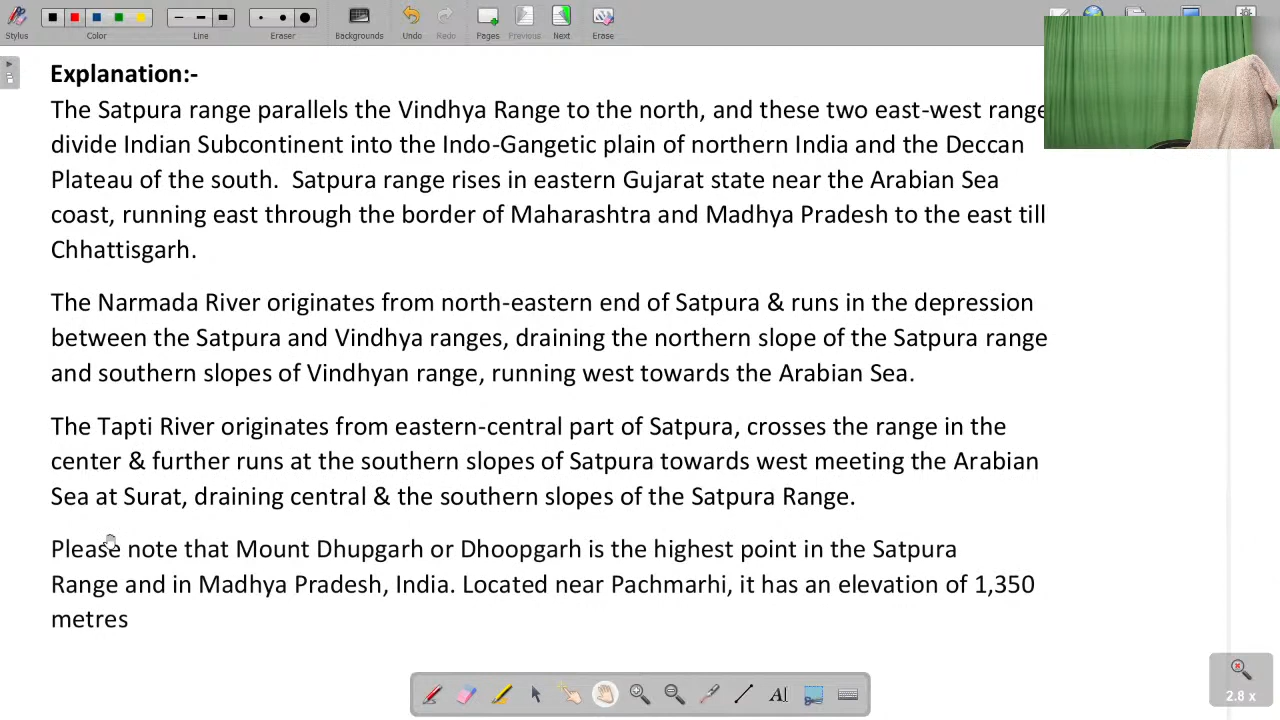 Stylus
Color
Line
Eraser
Backgrounds
Undo
Redo
Pages
Previous
Next
Erase
Explanation:-
The Satpura range parallels the Vindhya Range to the north, and these two east-west range
divide Indian Subcontinent into the Indo-Gangetic plain of northern India and the Deccan
Plateau of the south.  Satpura range rises in eastern Gujarat state near the Arabian Sea
coast, running east through the border of Maharashtra and Madhya Pradesh to the east till
Chhattisgarh.
The Narmada River originates from north-eastern end of Satpura & runs in the depression
between the Satpura and Vindhya ranges, draining the northern slope of the Satpura range
and southern slopes of Vindhyan range, running west towards the Arabian Sea.
The Tapti River originates from eastern-central part of Satpura, crosses the range in the
center & further runs at the southern slopes of Satpura towards west meeting the Arabian
Sea at Surat, draining central & the southern slopes of the Satpura Range.
Please note that Mount Dhupgarh or Dhoopgarh is the highest point in the Satpura
Range and in Madhya Pradesh, India. Located near Pachmarhi, it has an elevation of 1,350
metres
AI
2.8 x